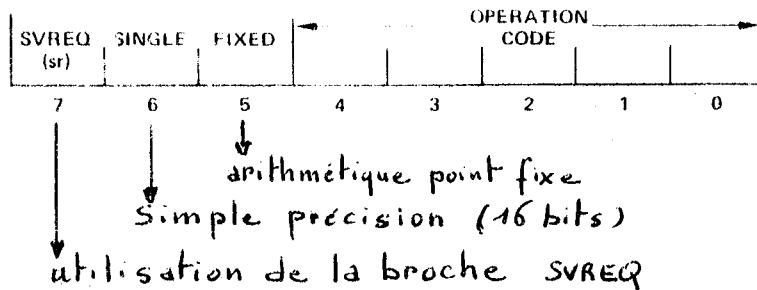 OPERATION
SVREQ SINGLE FIXED CODE
(sr)
7 6 5 4 3 2 1 0
arithmétique point fixe
Simple précision (16 bits)
utilisation de la broche SVREQ